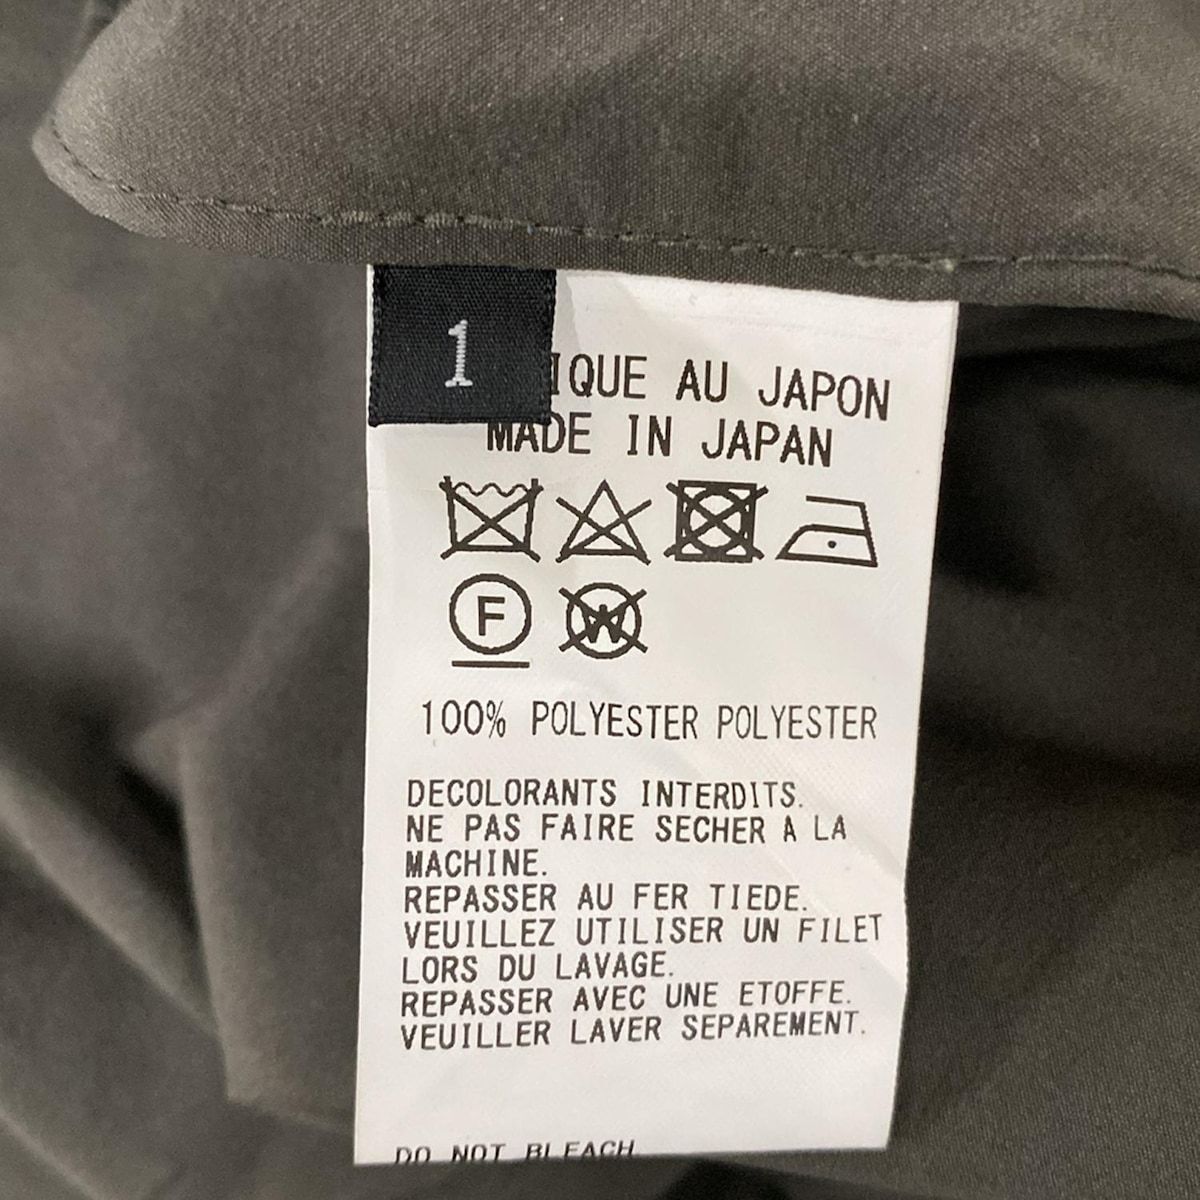 1
AU JAPON
MADE IN JAPAN
F
W
100% POLYESTER POLYESTER
DECOLORANTS INTERDITS.
NE PAS FAIRE SECHER A LA
MACHINE.
REPASSER AU FER TIEDE.
VEUILLEZ UTILISER UN FILET
LORS DU LAVAGE.
REPASSER AVEC UNE ETOFFE.
VEUILLER LAVER SEPAREMENT.
DO NOT BLEACH